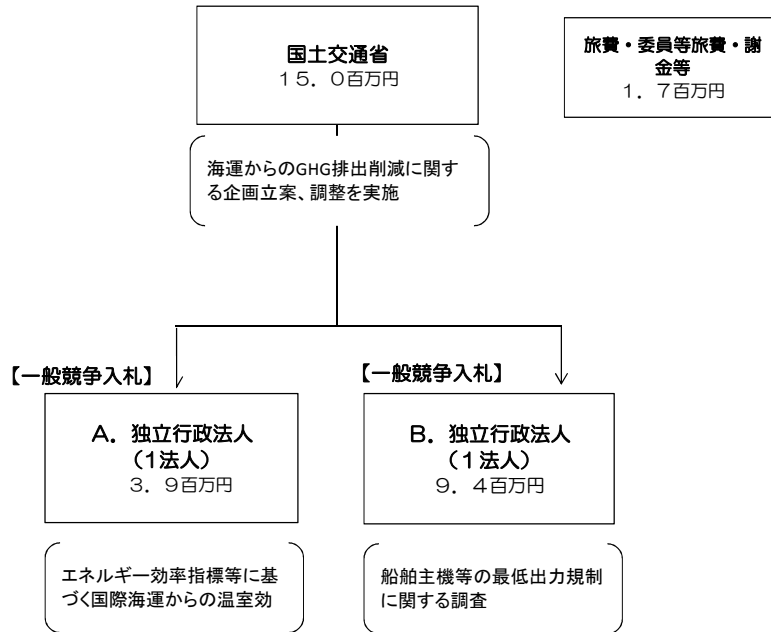 国土交通省
１５．０百万円
旅費・委員等旅費・謝
金等
１．７百万円
海運からのGHG排出削減に関す
る企画立案、調整を実施
【一般競争入札】
【一般競争入札】
Ａ．独立行政法人
（１法人）
３．９百万円
Ｂ．独立行政法人
（１法人）
９．４百万円
エネルギー効率指標等に基
づく国際海運からの温室効
船舶主機等の最低出力規制
に関する調査